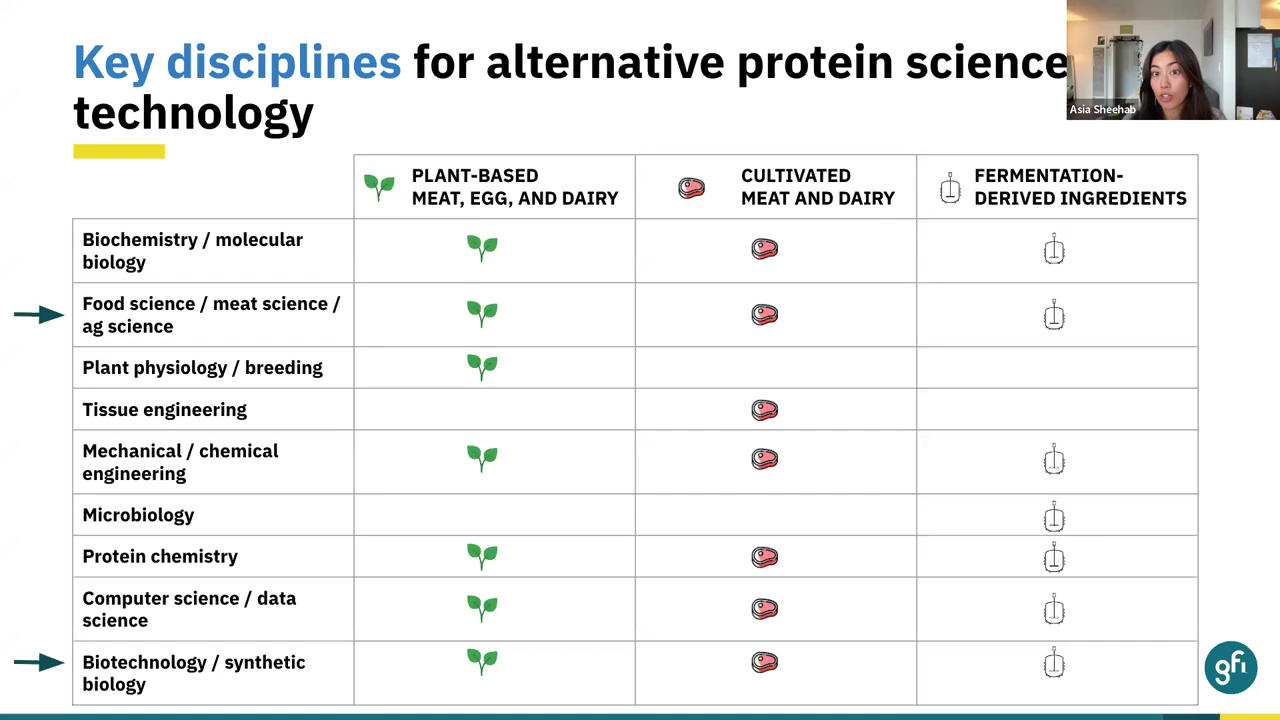 Key disciplines for alternative protein science
technology
Asia Sheehab
PLANT-BASED
MEAT, EGG, AND DAIRY
CULTIVATED
MEAT AND DAIRY
FERMENTATION-
DERIVED INGREDIENTS
Biochemistry / molecular
biology
Food science / meat science /
ag science
Plant physiology / breeding
Tissue engineering
Mechanical / chemical
engineering
Microbiology
Protein chemistry
Computer science / data
science
Biotechnology / synthetic
biology
gfi